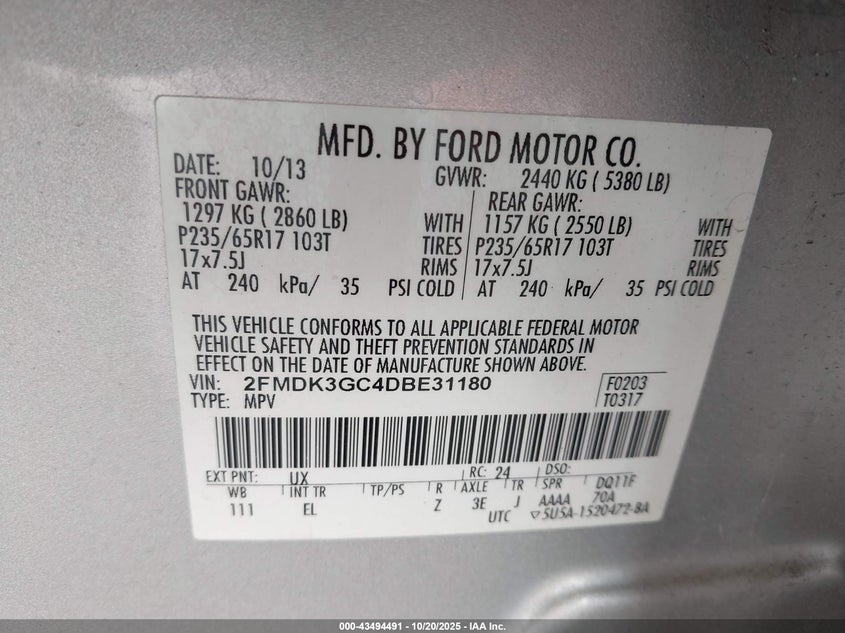 MFD. BY FORD MOTOR CO.
DATE: 10/13 GVWR: 2440 KG ( 5380 LB)
FRONT GAWR: REAR GAWR:
1297 KG ( 2860 LB) WITH 1157 KG ( 2550 LB) WITH
P235/65R17 103T TIRES P235/65R17 103T TIRES
17x7.5J RIMS 17x7.5J RIMS
AT 240 kPa/ 35 PSI COLD AT 240 kPa/ 35 PSI COLD
THIS VEHICLE CONFORMS TO ALL APPLICABLE FEDERAL MOTOR
VEHICLE SAFETY AND THEFT PREVENTION STANDARDS IN
EFFECT ON THE DATE OF MANUFACTURE SHOWN ABOVE.
VIN: 2FMDK3GC4DBE31180 F0203
TYPE: MPV T0317
EXT PNT: UX RC: 24 DSO:
WB INT TR TP/PS R AXLE TR SPR DQ11F
111 EL Z 3E J AAAA 70A
UTC ▽5U5A-1520472-BA
000-43494491 - 10/20/2025 - IAA Inc.